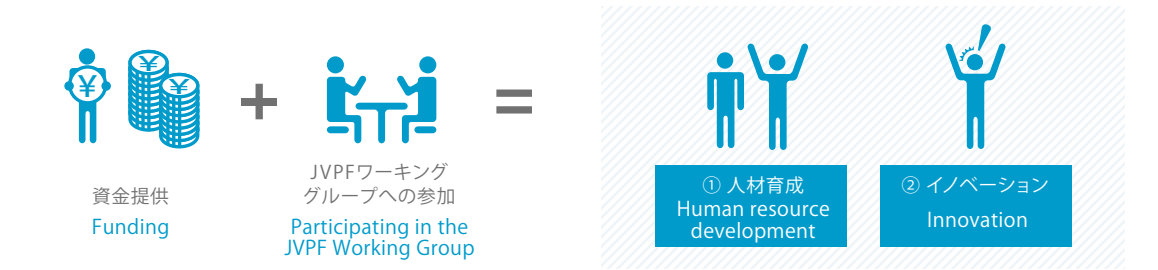 ¥
¥
¥
+
=
資金提供
Funding
JVPFワーキング
グループへの参加
Participating in the
JVPF Working Group
① 人材育成
Human resource
development
② イノベーション
Innovation